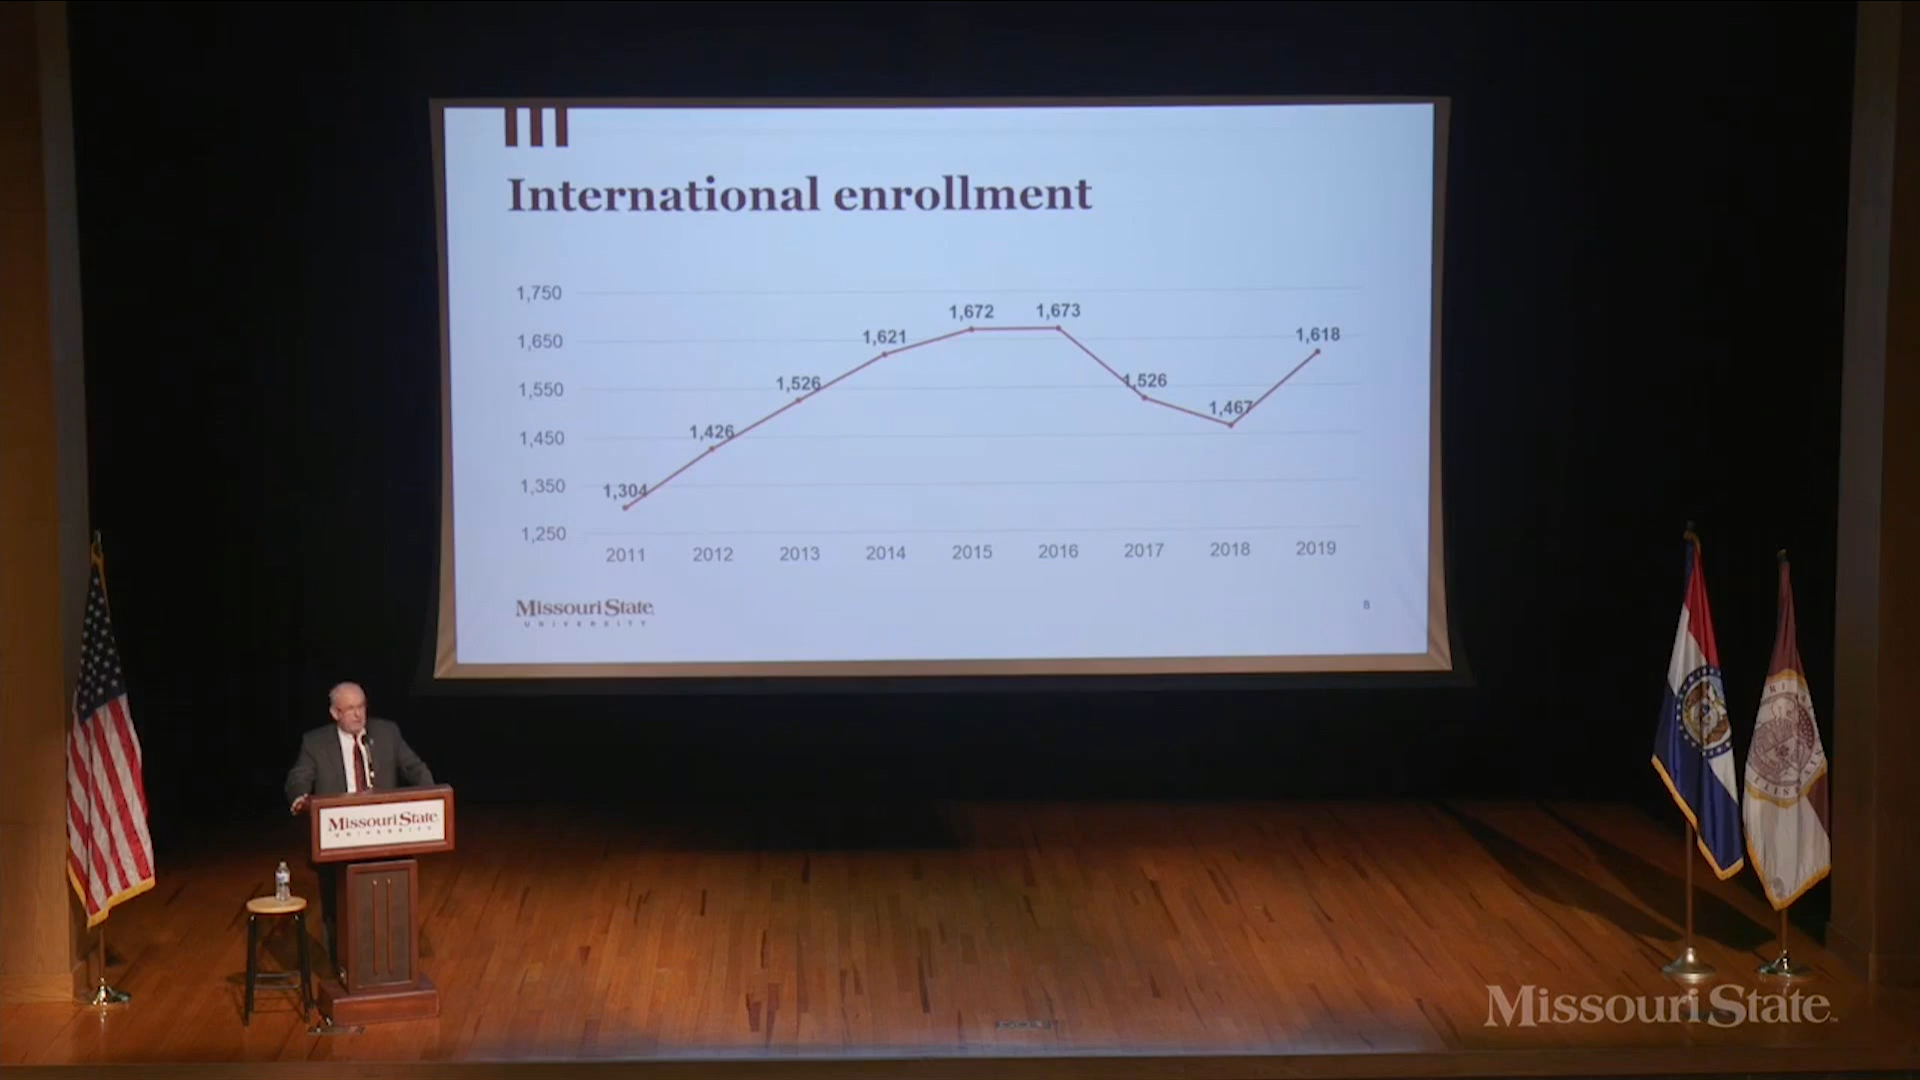 International enrollment
1,750
1,650
1,550
1,450
1,350
1,250
1,304
1,426
1,526
1,621
1,672
1,673
1,526
1,467
1,618
2011 2012 2013 2014 2015 2016 2017 2018 2019
Missouri State
UNIVERSITY
8
Missouri State
UNIVERSITY
Missouri State